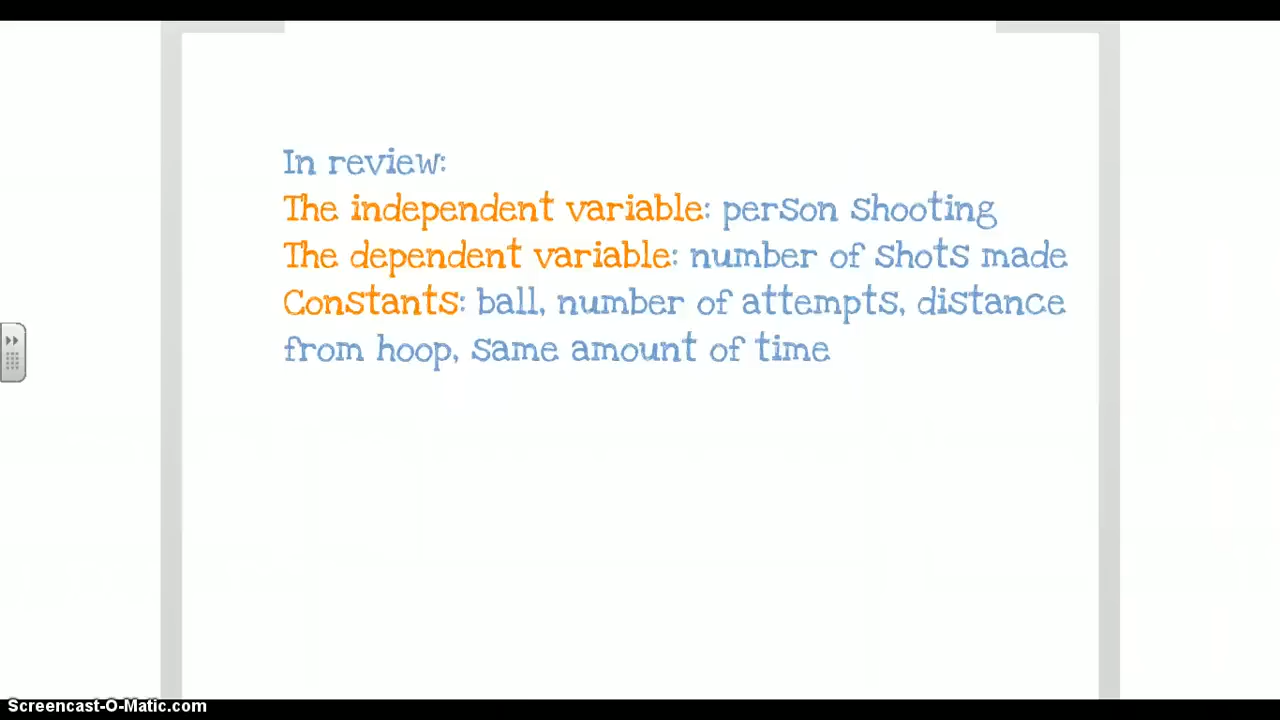 In review:
The independent variable: person shooting
The dependent variable: number of shots made
Constants: ball, number of attempts, distance
from hoop, same amount of time
Screencast-O-Matic.com